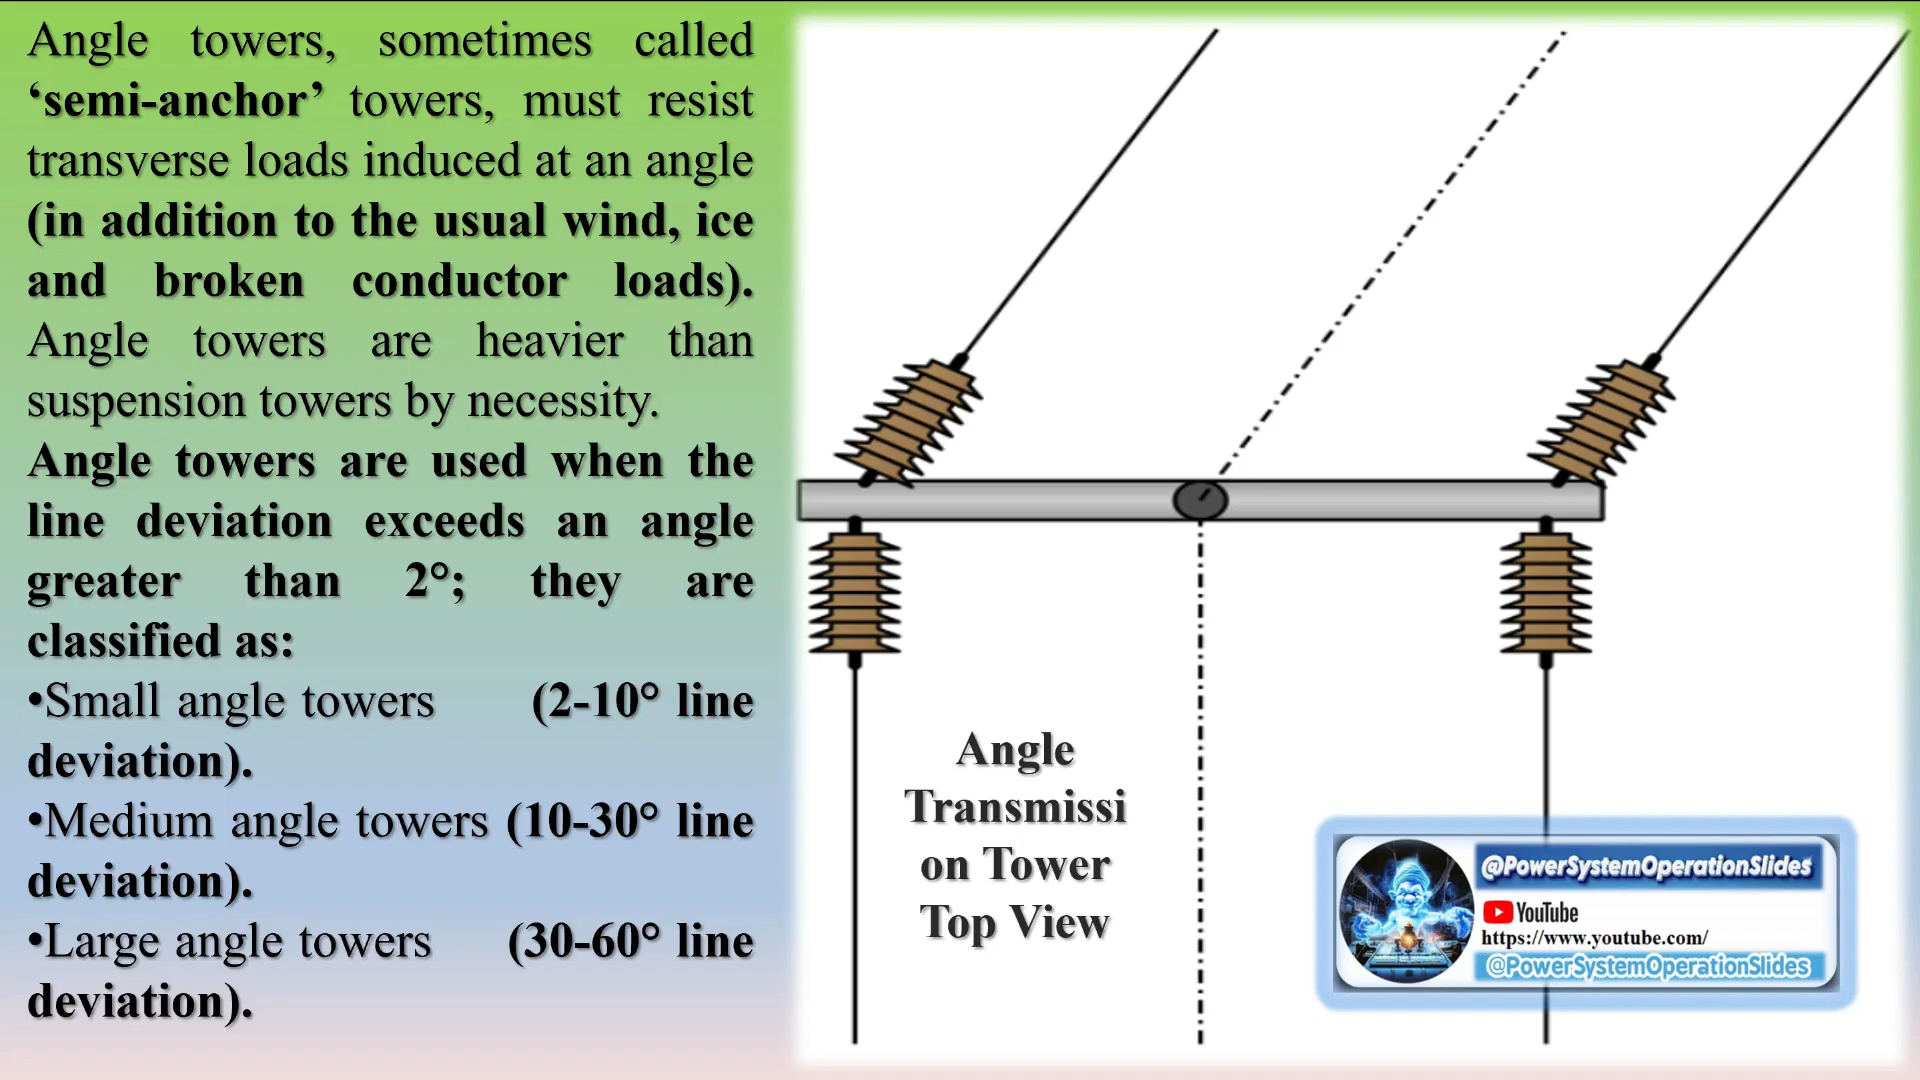 Angle towers, sometimes called
‘semi-anchor’ towers, must resist
transverse loads induced at an angle
(in addition to the usual wind, ice
and broken conductor loads).
Angle towers are heavier than
suspension towers by necessity.
Angle towers are used when the
line deviation exceeds an angle
greater than 2°; they are
classified as:
•Small angle towers (2-10° line
deviation).
•Medium angle towers (10-30° line
deviation).
•Large angle towers (30-60° line
deviation).
Angle
Transmissi
on Tower
Top View
@PowerSystemOperationSlides
YouTube
https://www.youtube.com/
@PowerSystemOperationSlides